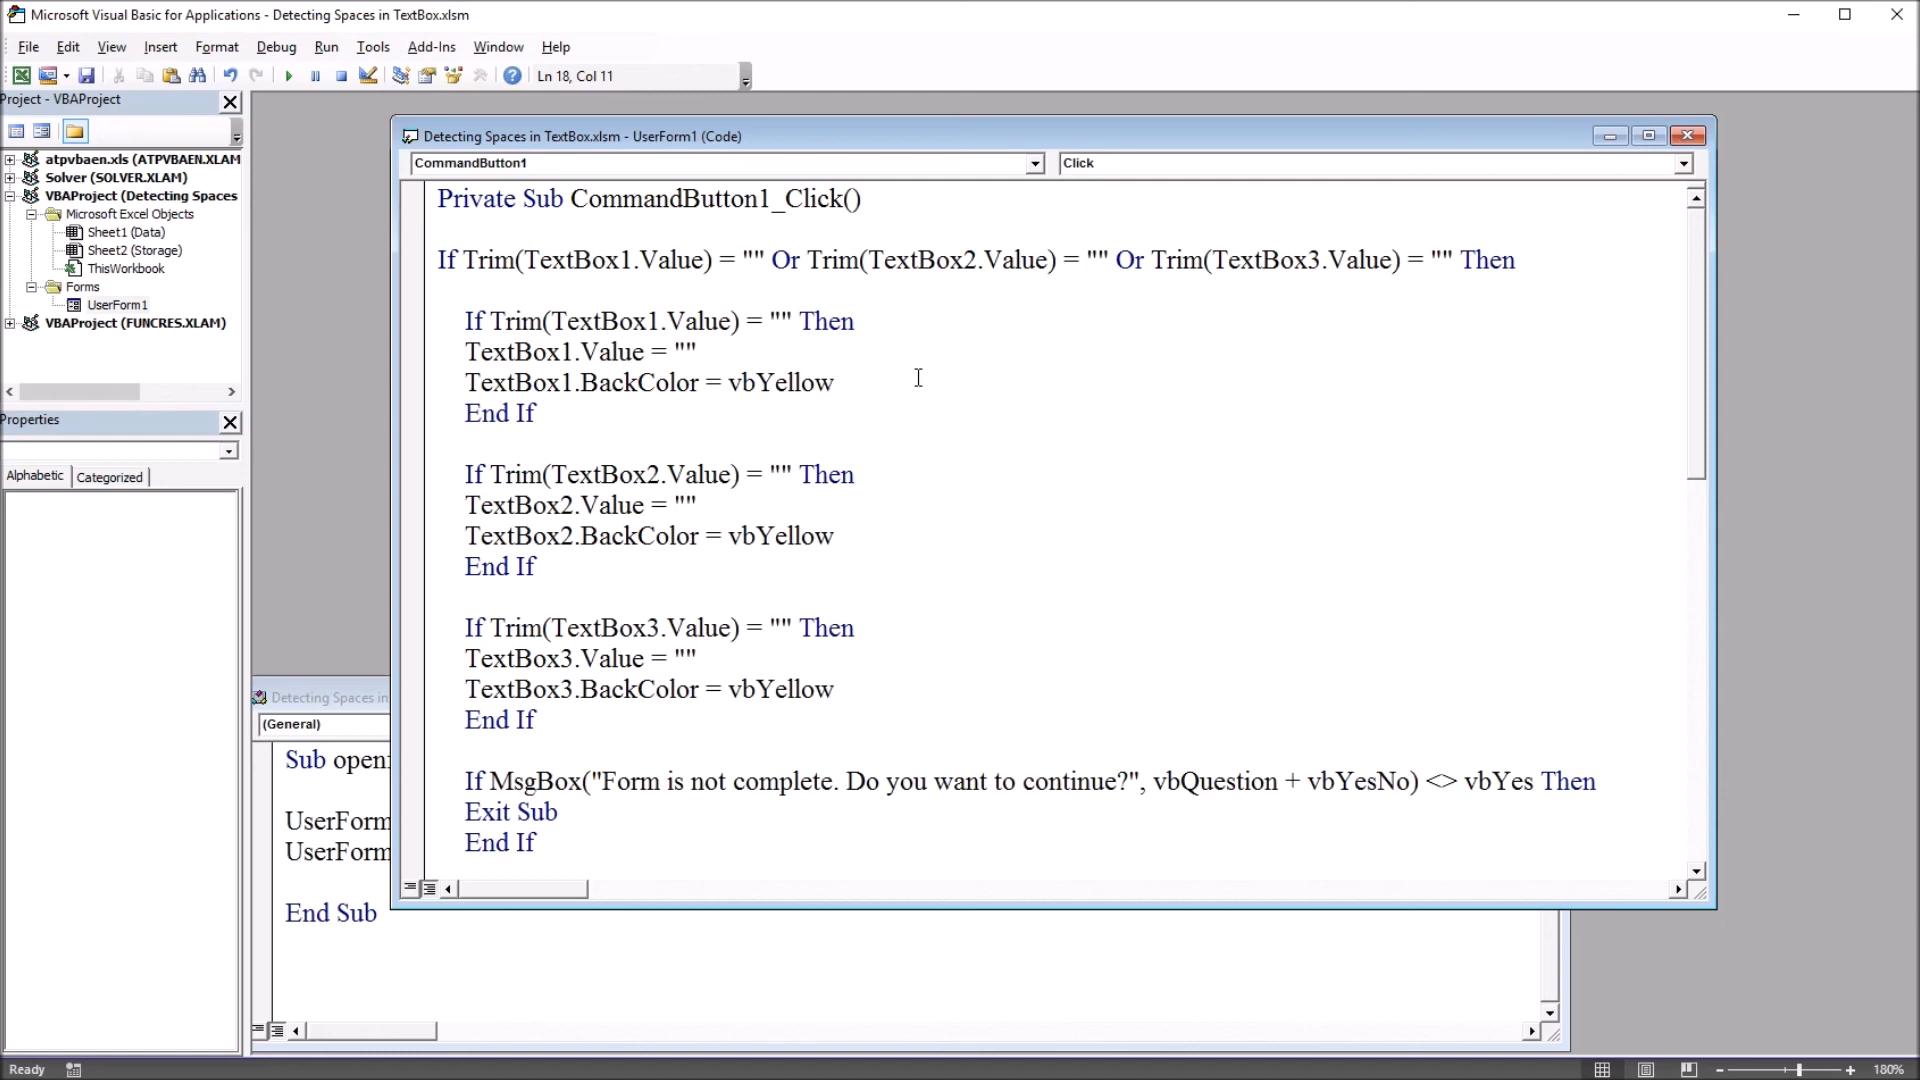 Microsoft Visual Basic for Applications - Detecting Spaces in TextBox.xlsm
File Edit View Insert Format Debug Run Tools Add-Ins Window Help
Ln 18, Col 11
Project - VBAProject
atpvbaen.xls (ATPVBAEN.XLAM
Solver (SOLVER.XLAM)
VBAProject (Detecting Spaces
Microsoft Excel Objects
Sheet1 (Data)
Sheet2 (Storage)
ThisWorkbook
Forms
UserForm1
VBAProject (FUNCRES.XLAM)
Properties
Alphabetic Categorized
Detecting Spaces in TextBox.xlsm - UserForm1 (Code)
CommandButton1 Click
Private Sub CommandButton1_Click()
If Trim(TextBox1.Value) = "" Or Trim(TextBox2.Value) = "" Or Trim(TextBox3.Value) = "" Then
If Trim(TextBox1.Value) = "" Then
TextBox1.Value = ""
TextBox1.BackColor = vbYellow
End If
If Trim(TextBox2.Value) = "" Then
TextBox2.Value = ""
TextBox2.BackColor = vbYellow
End If
If Trim(TextBox3.Value) = "" Then
TextBox3.Value = ""
TextBox3.BackColor = vbYellow
End If
If MsgBox("Form is not complete. Do you want to continue?", vbQuestion + vbYesNo) <> vbYes Then
Exit Sub
End If
Detecting Spaces in
(General)
Sub open
UserForm
UserForm
End Sub
Ready
180%